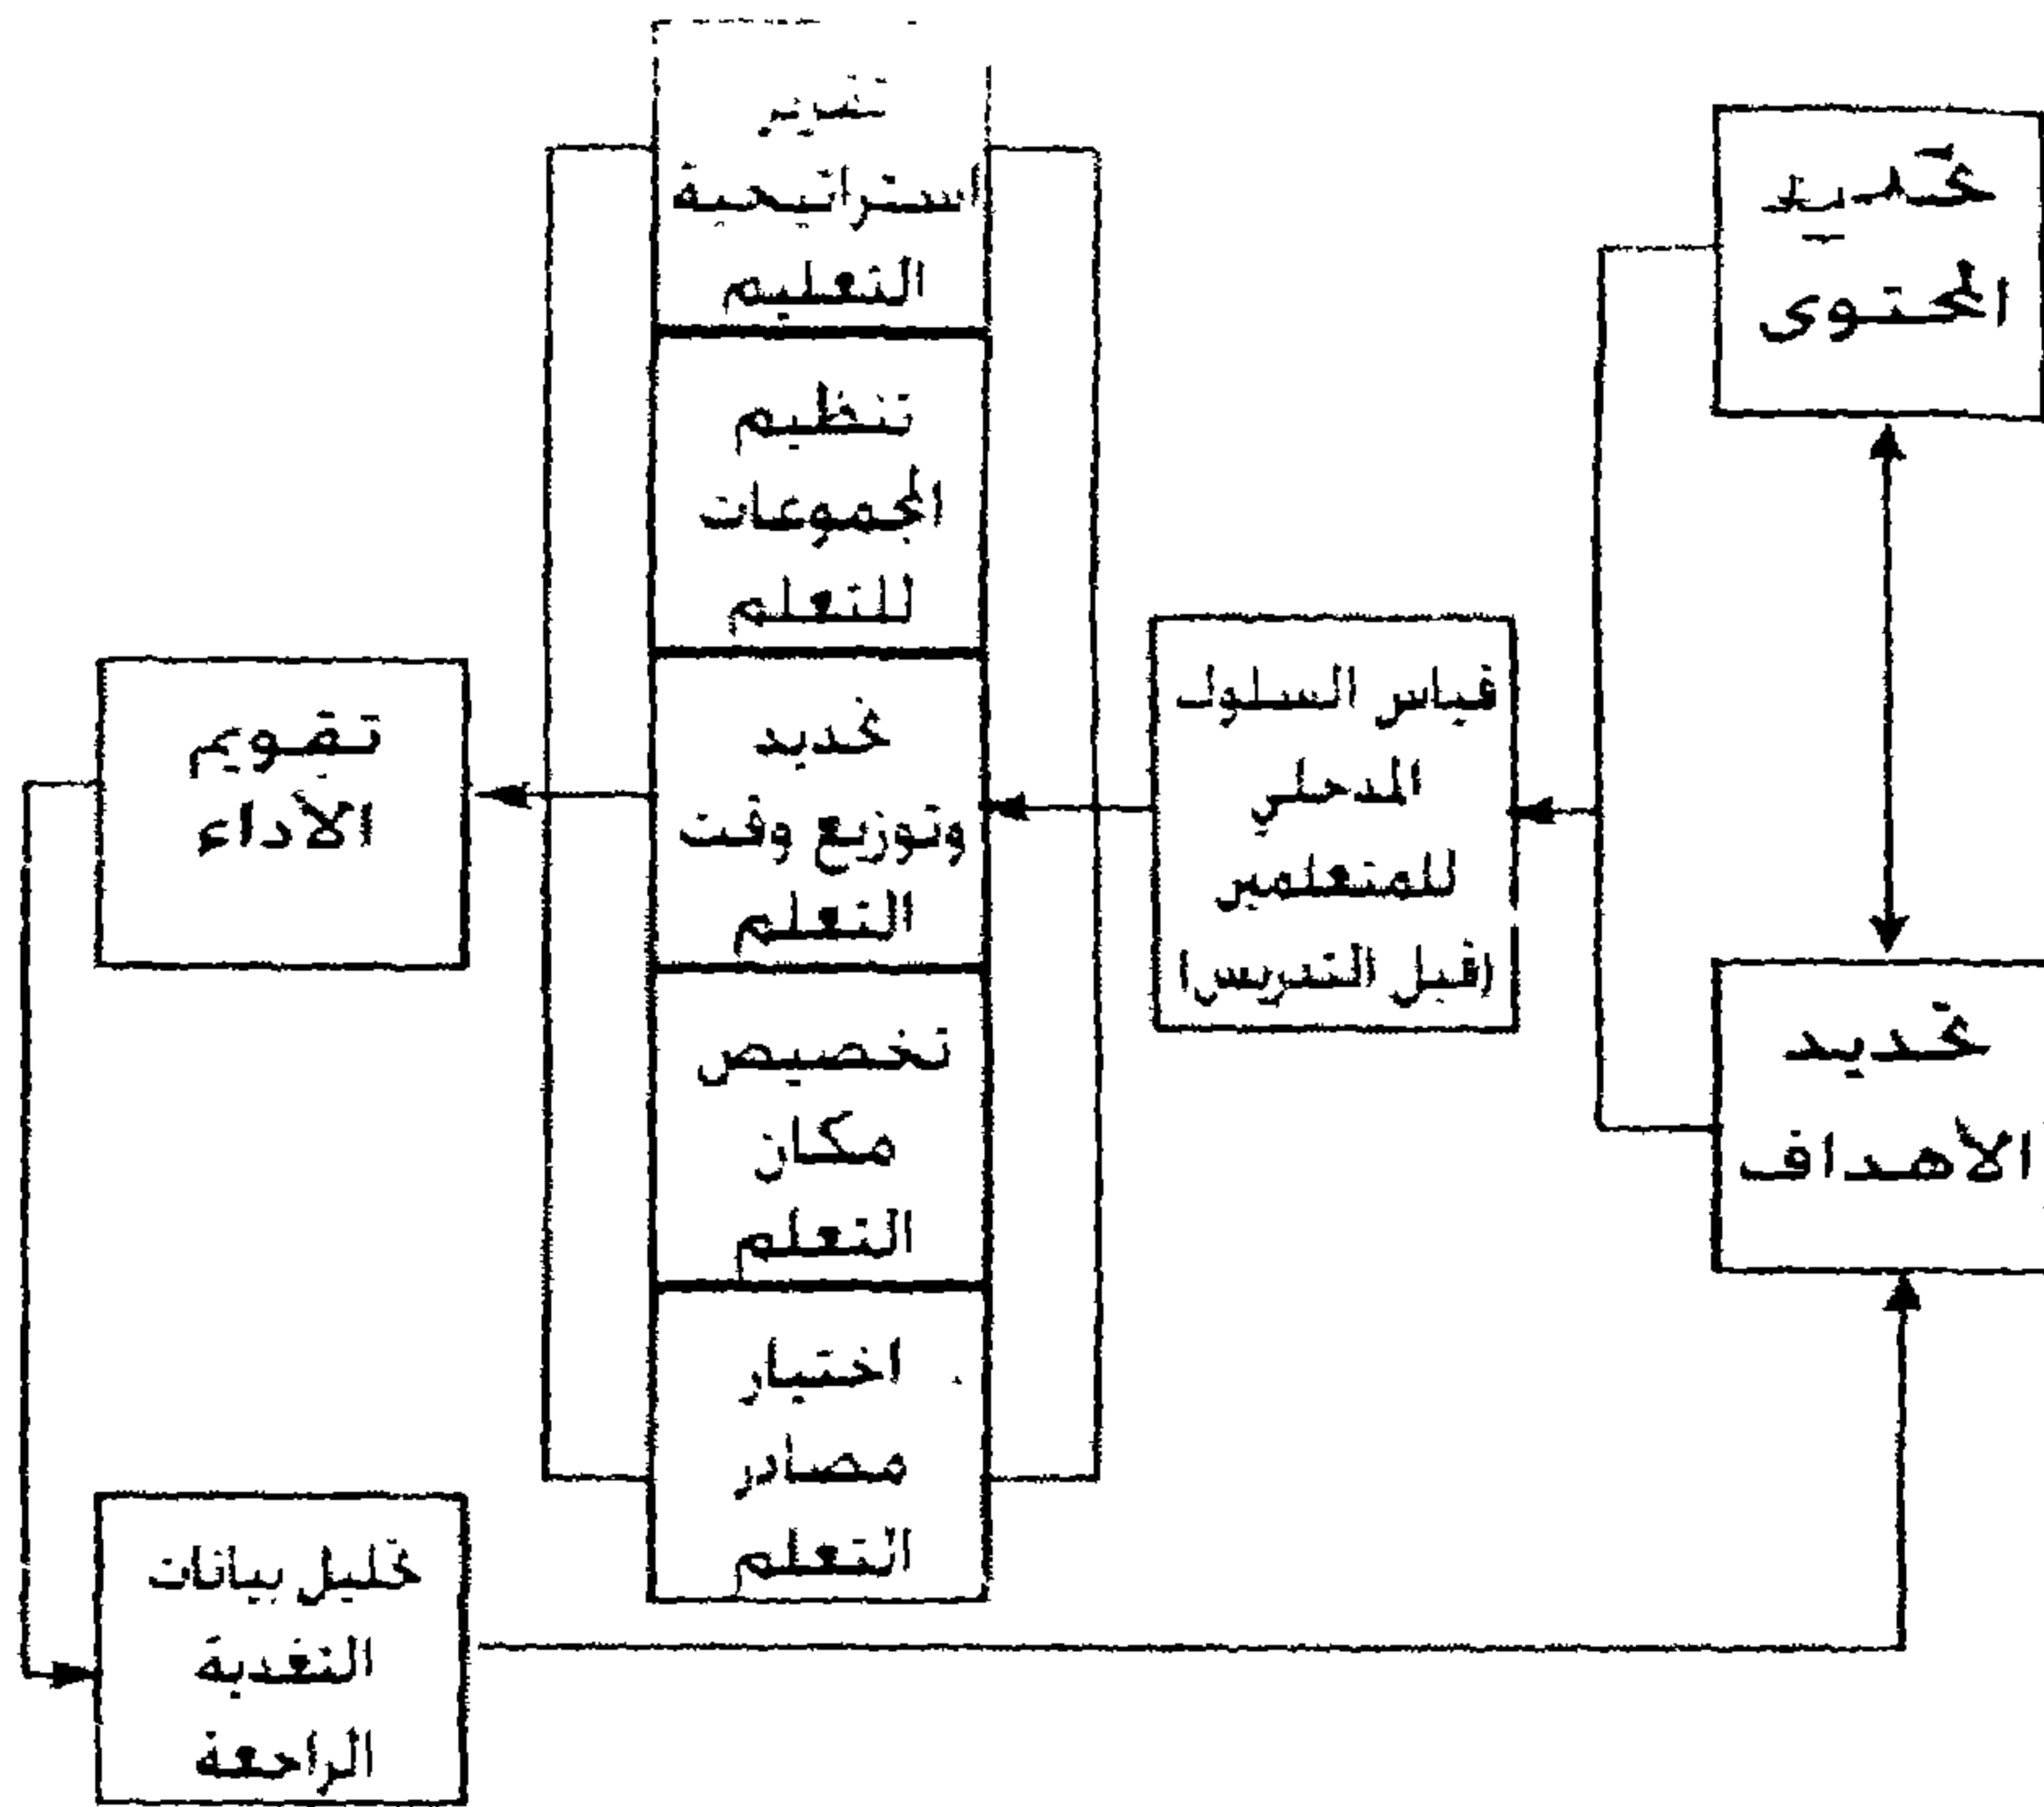 تحديد
المحتوى
تحديد
الأهداف
قياس السلوك
المدخلي
للمتعلمين
(قبل التدريس)
تقدير
استراتيجية
التعليم
تنظيم
المجموعات
للتعلم
تحديد
وتوزيع وقت
التعلم
تخصيص
مكان
التعلم
اختيار
مصادر
التعلم
تقويم
الأداء
تحليل بيانات
التغذية
الراجعة